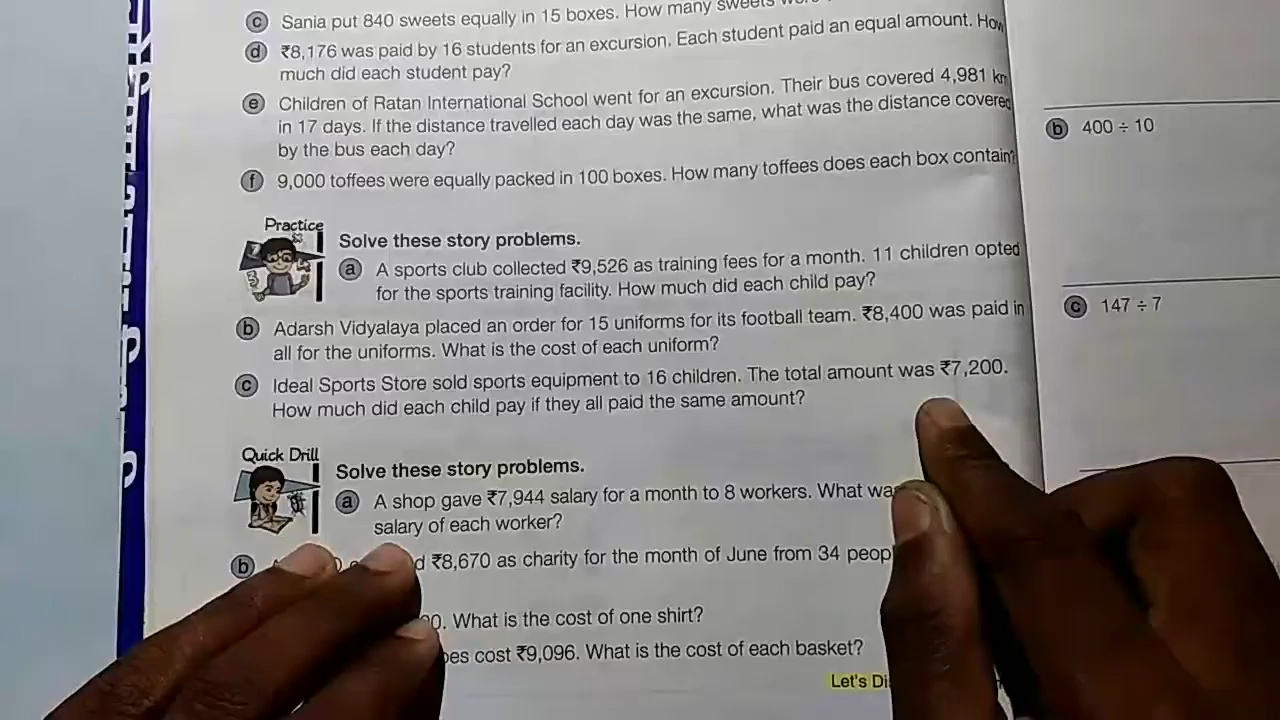 c Sania put 840 sweets equally in 15 boxes. How many sweets
d ₹8,176 was paid by 16 students for an excursion. Each student paid an equal amount. How
much did each student pay?
e Children of Ratan International School went for an excursion. Their bus covered 4,981 km
in 17 days. If the distance travelled each day was the same, what was the distance covered
by the bus each day?
f 9,000 toffees were equally packed in 100 boxes. How many toffees does each box contain?
Practice
Solve these story problems.
a A sports club collected ₹9,526 as training fees for a month. 11 children opted
for the sports training facility. How much did each child pay?
b Adarsh Vidyalaya placed an order for 15 uniforms for its football team. ₹8,400 was paid in
all for the uniforms. What is the cost of each uniform?
c Ideal Sports Store sold sports equipment to 16 children. The total amount was ₹7,200.
How much did each child pay if they all paid the same amount?
Quick Drill
Solve these story problems.
a A shop gave ₹7,944 salary for a month to 8 workers. What
salary of each worker?
b ₹8,670 as charity for the month of June from 34
What is the cost of one shirt?
cost ₹9,096. What is the cost of each basket?
Let's
b 400 ÷ 10
c 147 ÷ 7